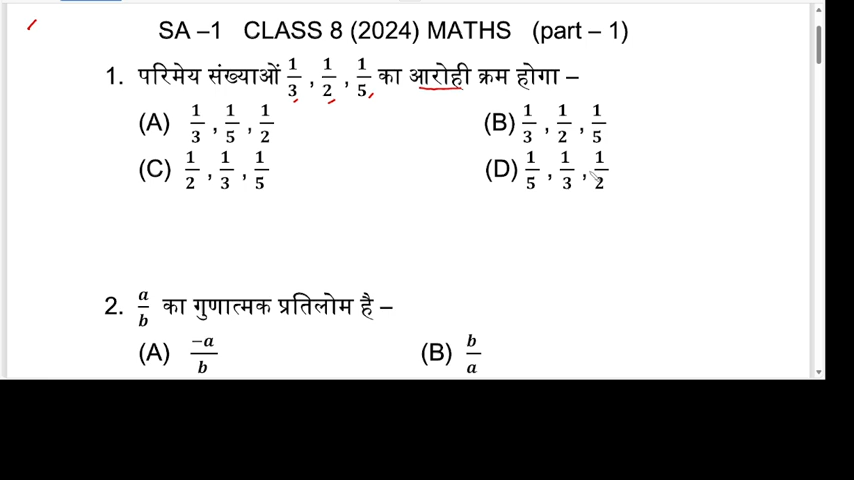 SA –1 CLASS 8 (2024) MATHS (part – 1)
1. परिमेय संख्याओं 1/3 , 1/2 , 1/5 का आरोही क्रम होगा –
(A) 1/3 , 1/5 , 1/2 (B) 1/3 , 1/2 , 1/5
(C) 1/2 , 1/3 , 1/5 (D) 1/5 , 1/3 , 1/2
2. a/b का गुणात्मक प्रतिलोम है –
(A) –a/b (B) b/a